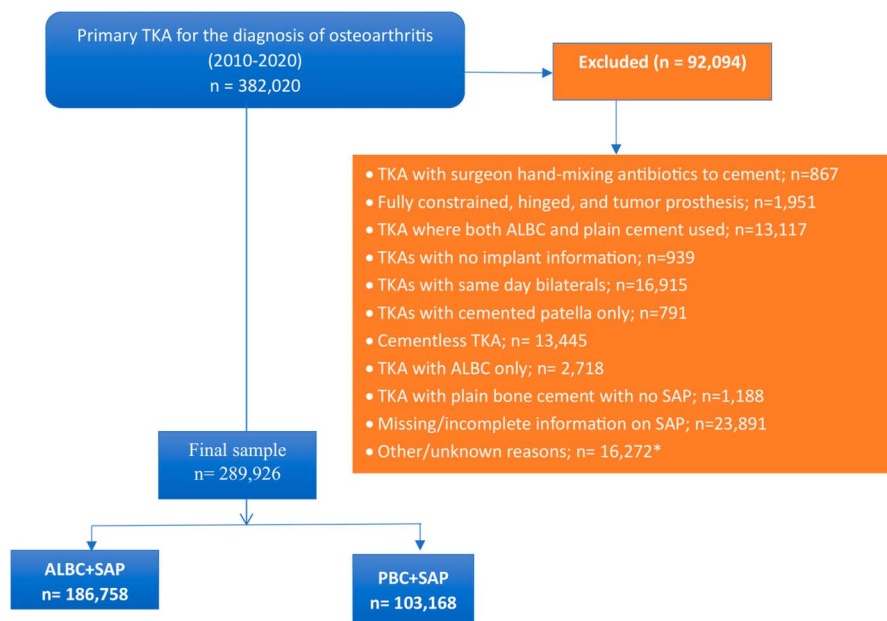 Primary TKA for the diagnosis of osteoarthritis
(2010-2020)
n = 382,020
Excluded (n = 92,094)
• TKA with surgeon hand-mixing antibiotics to cement; n=867
• Fully constrained, hinged, and tumor prosthesis; n=1,951
• TKA where both ALBC and plain cement used; n=13,117
• TKAs with no implant information; n=939
• TKAs with same day bilaterals; n=16,915
• TKAs with cemented patella only; n=791
• Cementless TKA; n= 13,445
• TKA with ALBC only; n= 2,718
• TKA with plain bone cement with no SAP; n=1,188
• Missing/incomplete information on SAP; n=23,891
• Other/unknown reasons; n= 16,272*
Final sample
n= 289,926
ALBC+SAP
n= 186,758
PBC+SAP
n= 103,168